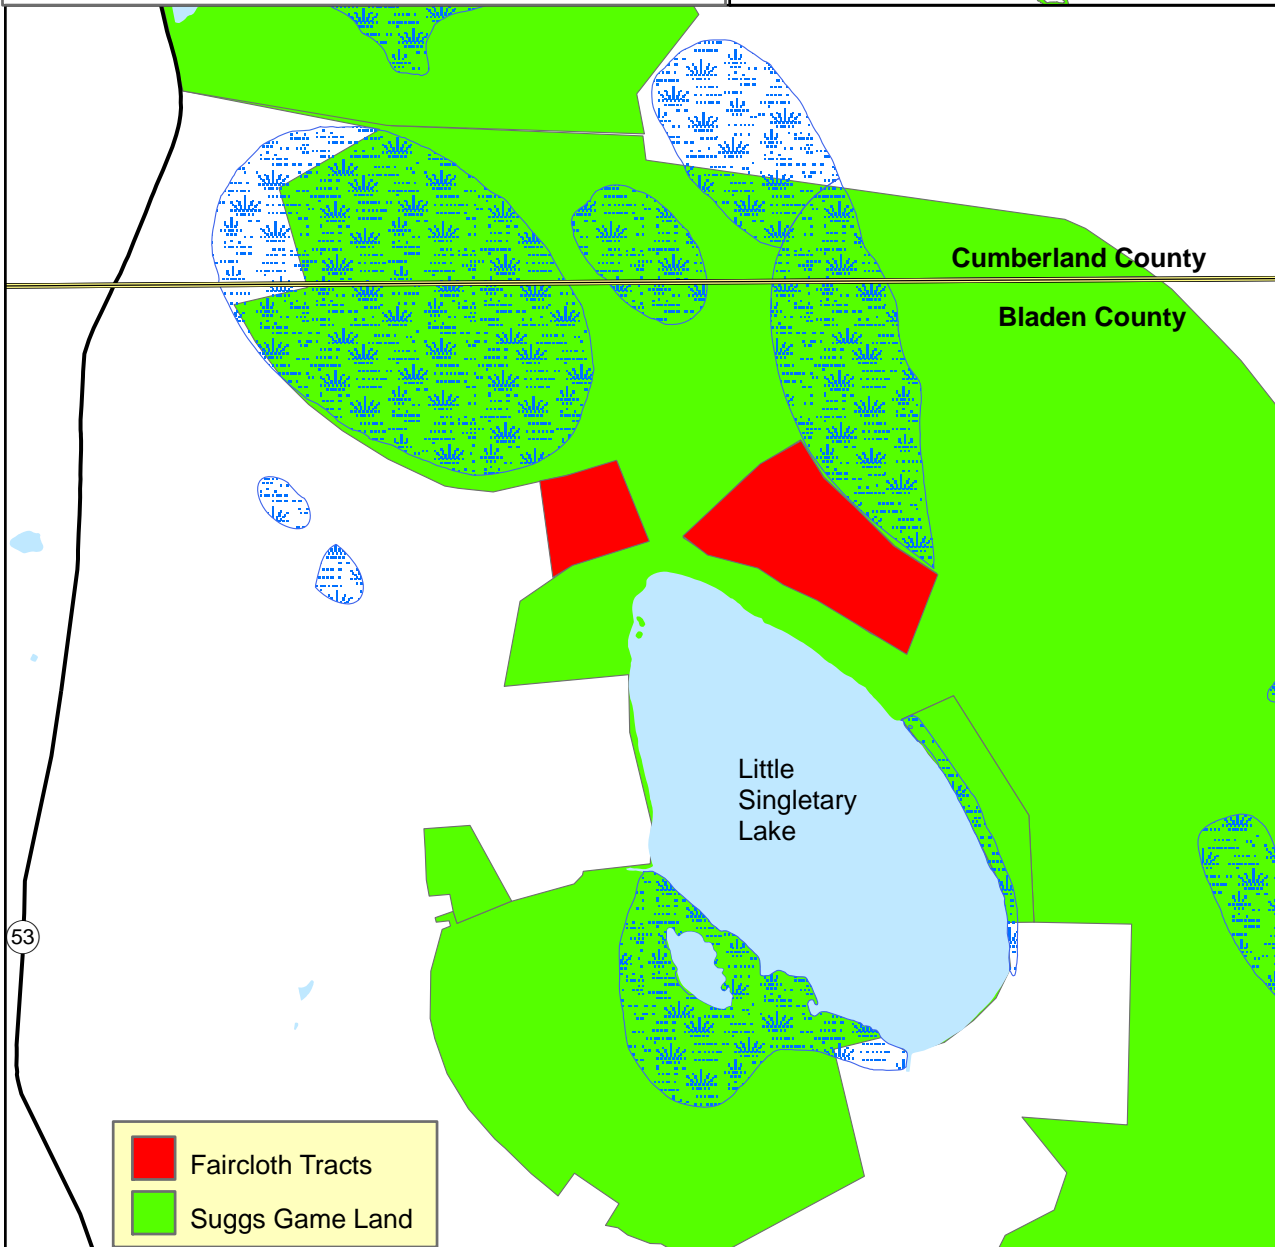 Cumberland County
Bladen County
Little
Singletary
Lake
53
Faircloth Tracts
Suggs Game Land